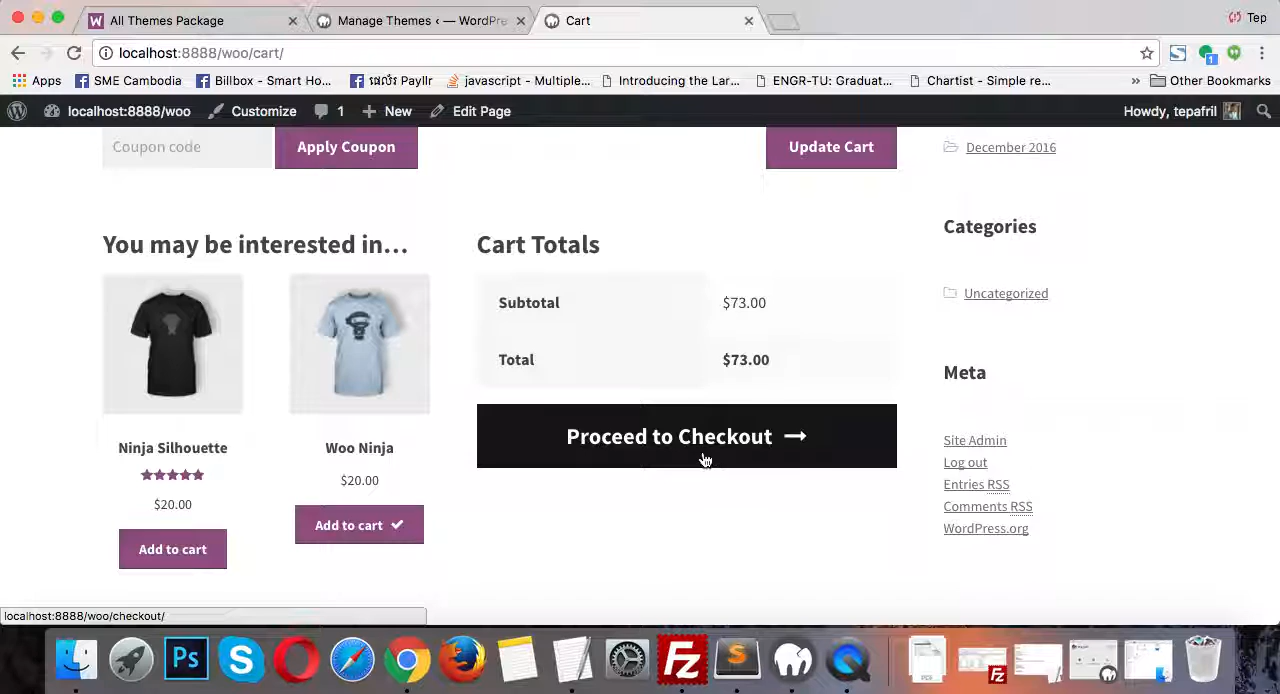 All Themes Package
Manage Themes ‹ — WordPre
Cart
Tep
localhost:8888/woo/cart/
Apps
SME Cambodia
Billbox - Smart Ho...
javascript - Multiple...
Introducing the Lar...
ENGR-TU: Graduat...
Chartist - Simple re...
»
Other Bookmarks
localhost:8888/woo
Customize
1
New
Edit Page
Howdy, tepafril
Coupon code
Apply Coupon
Update Cart
December 2016
You may be interested in…
Cart Totals
Categories
Subtotal
$73.00
Uncategorized
Total
$73.00
Meta
Proceed to Checkout
Ninja Silhouette
Woo Ninja
$20.00
$20.00
Add to cart
Add to cart
Site Admin
Log out
Entries RSS
Comments RSS
WordPress.org
localhost:8888/woo/checkout/
Ps
S
Fz
S